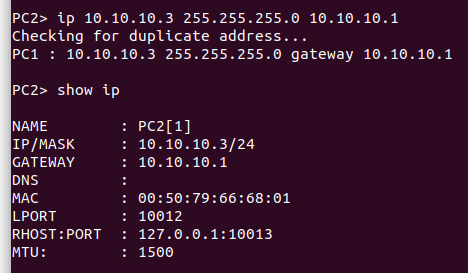 PC2> ip 10.10.10.3 255.255.255.0 10.10.10.1
Checking for duplicate address...
PC1 : 10.10.10.3 255.255.255.0 gateway 10.10.10.1
PC2> show ip
NAME        : PC2[1]
IP/MASK     : 10.10.10.3/24
GATEWAY     : 10.10.10.1
DNS         :
MAC         : 00:50:79:66:68:01
LPORT       : 10012
RHOST:PORT  : 127.0.0.1:10013
MTU:        : 1500